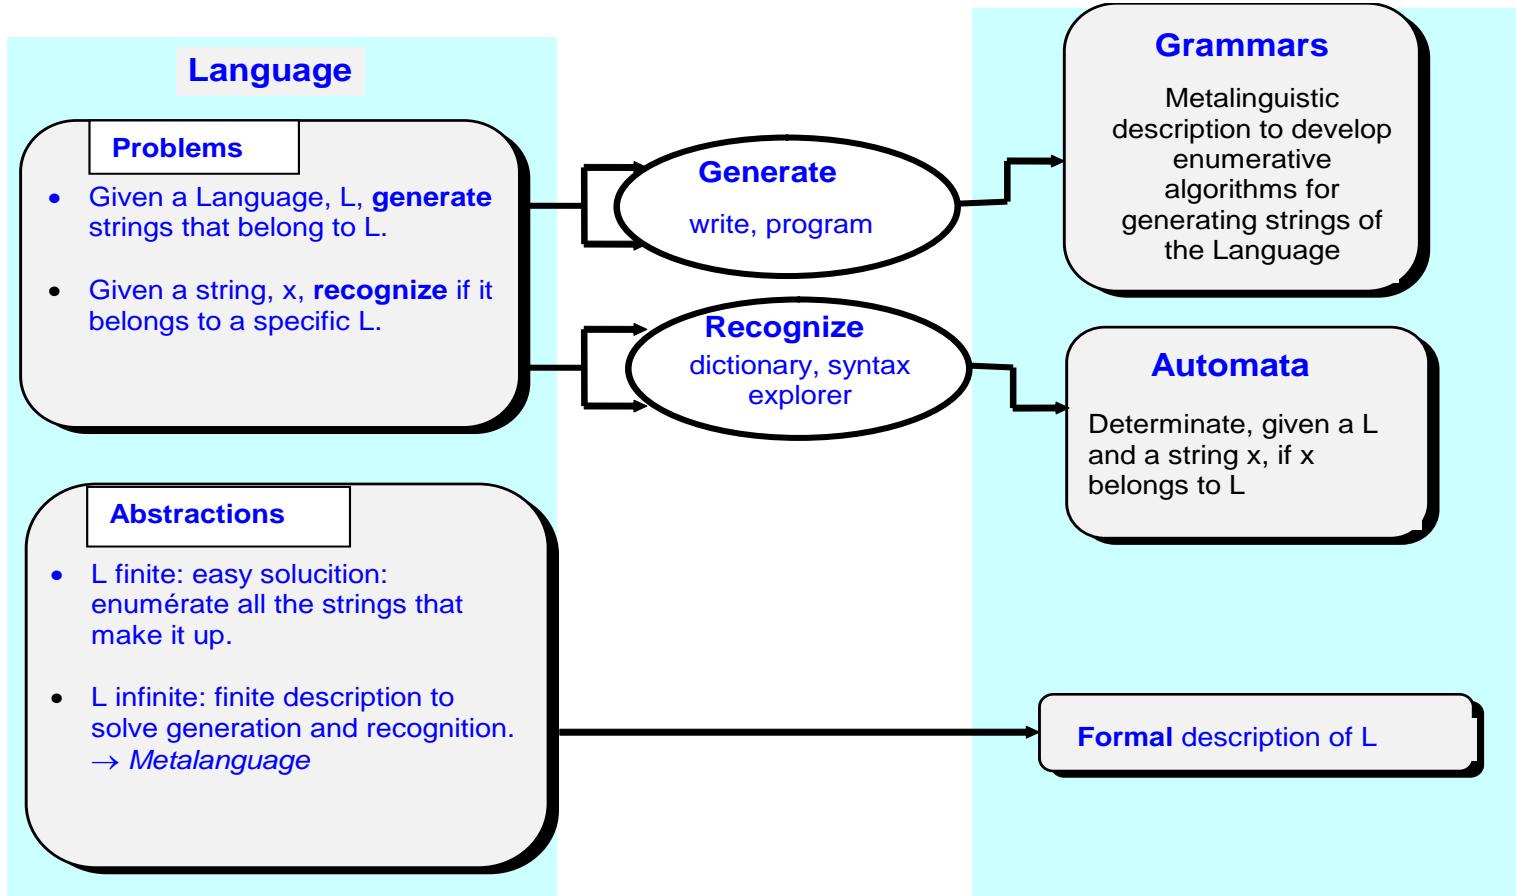 Language
Problems
• Given a Language, L, generate
strings that belong to L.
• Given a string, x, recognize if it
belongs to a specific L.
Abstractions
• L finite: easy solucition:
enumérate all the strings that
make it up.
• L infinite: finite description to
solve generation and recognition.
→ Metalanguage
Generate
write, program
Recognize
dictionary, syntax
explorer
Grammars
Metalinguistic
description to develop
enumerative
algorithms for
generating strings of
the Language
Automata
Determinate, given a L
and a string x, if x
belongs to L
Formal description of L